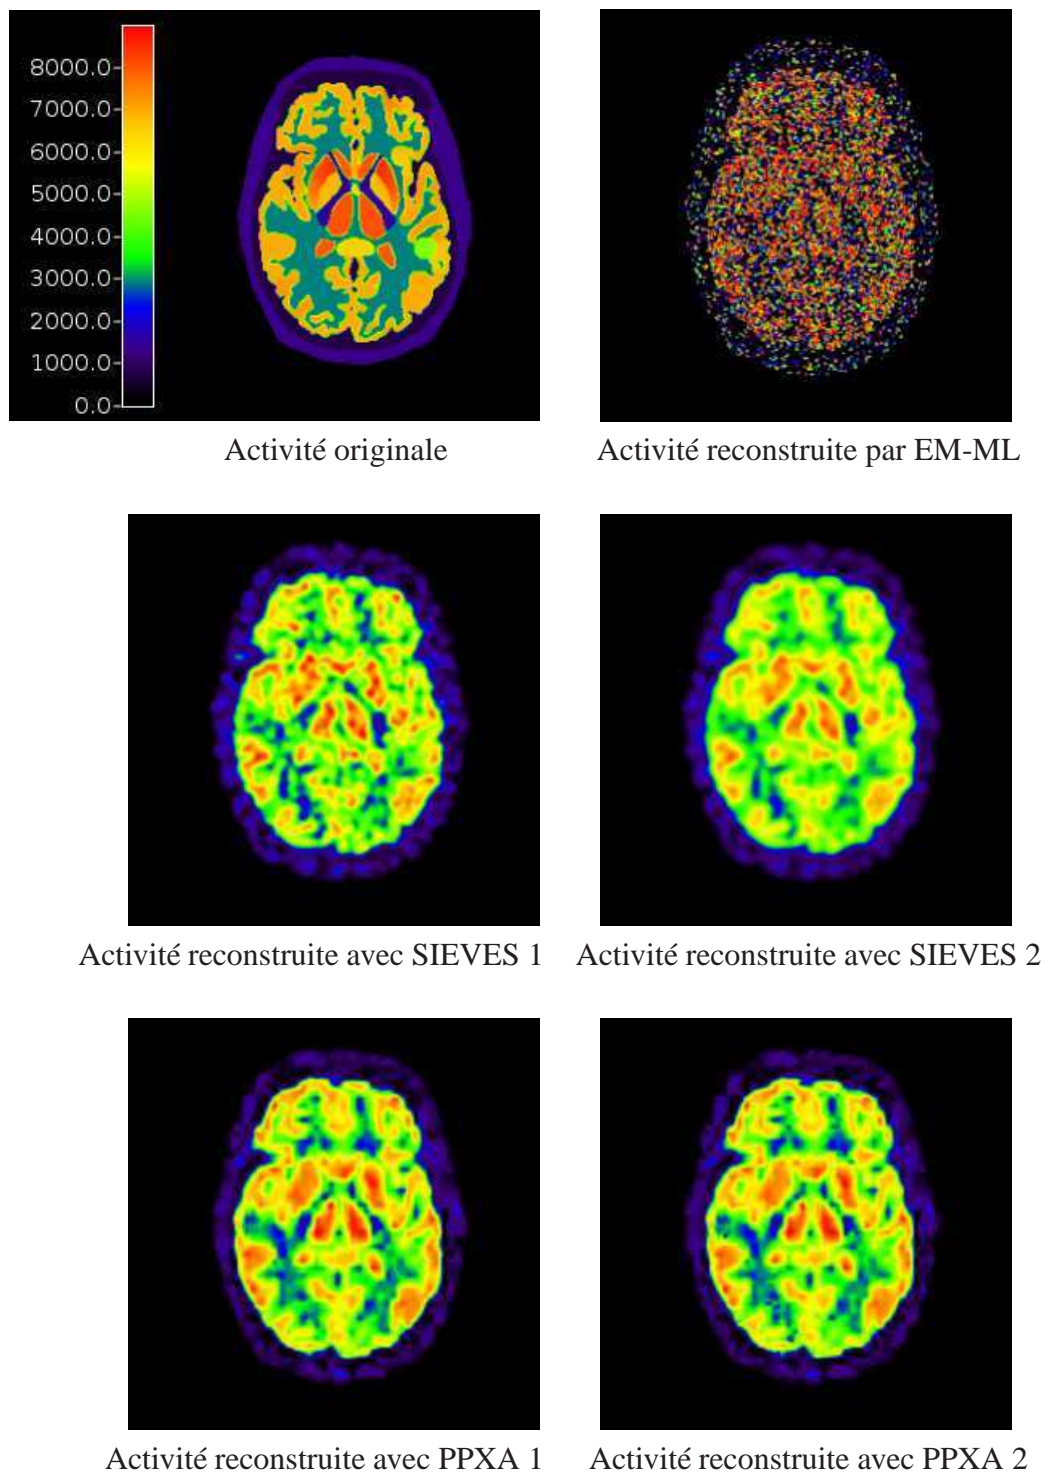 8000.0
7000.0
6000.0
5000.0
4000.0
3000.0
2000.0
1000.0
0.0
Activité originale
Activité reconstruite par EM-ML
Activité reconstruite avec SIEVES 1
Activité reconstruite avec SIEVES 2
Activité reconstruite avec PPXA 1
Activité reconstruite avec PPXA 2